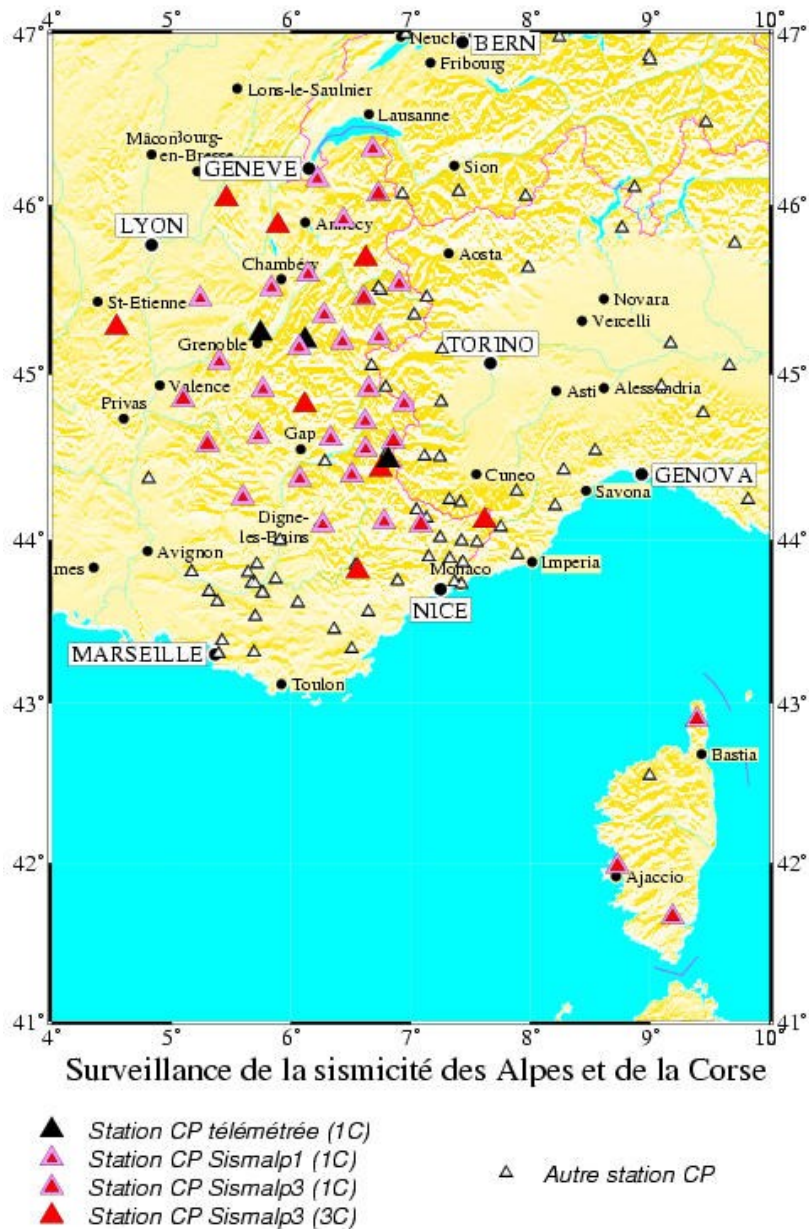 4° 5° 6° 7° 8° 9° 10°
47° 47°
BERN
Fribourg
Lons-le-Saulnier
Lausanne
Mâcon Bourg-
en-Bresse
GENEVE
Sion
46° 46°
LYON
Annecy
Aosta
Chambéry
St-Etienne
Novara
Vercelli
Grenoble
TORINO
45° 45°
Valence
Asti
Alessandria
Privas
Gap
Cuneo
GENOVA
Savona
44° 44°
Digne-
les-Bains
Avignon
Imperia
mes
Monaco
NICE
MARSEILLE
Toulon
43° 43°
Bastia
42° 42°
Ajaccio
41° 41°
4° 5° 6° 7° 8° 9° 10°
Surveillance de la sismicité des Alpes et de la Corse
Station CP télémétrée (1C)
Station CP Sismalp1 (1C)
Station CP Sismalp3 (1C)
Station CP Sismalp3 (3C)
Autre station CP